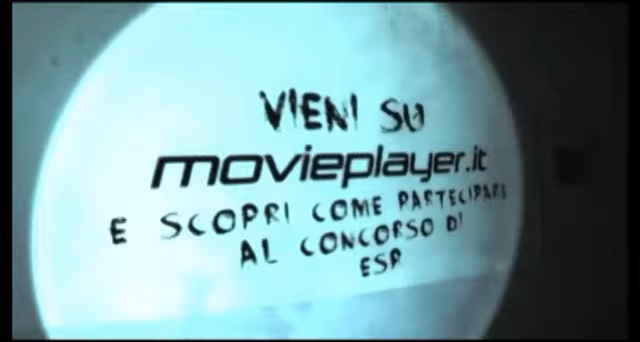 VIENI SU
movieplayer.it
E SCOPRI COME PARTECIPARE
AL CONCORSO DI
ESP